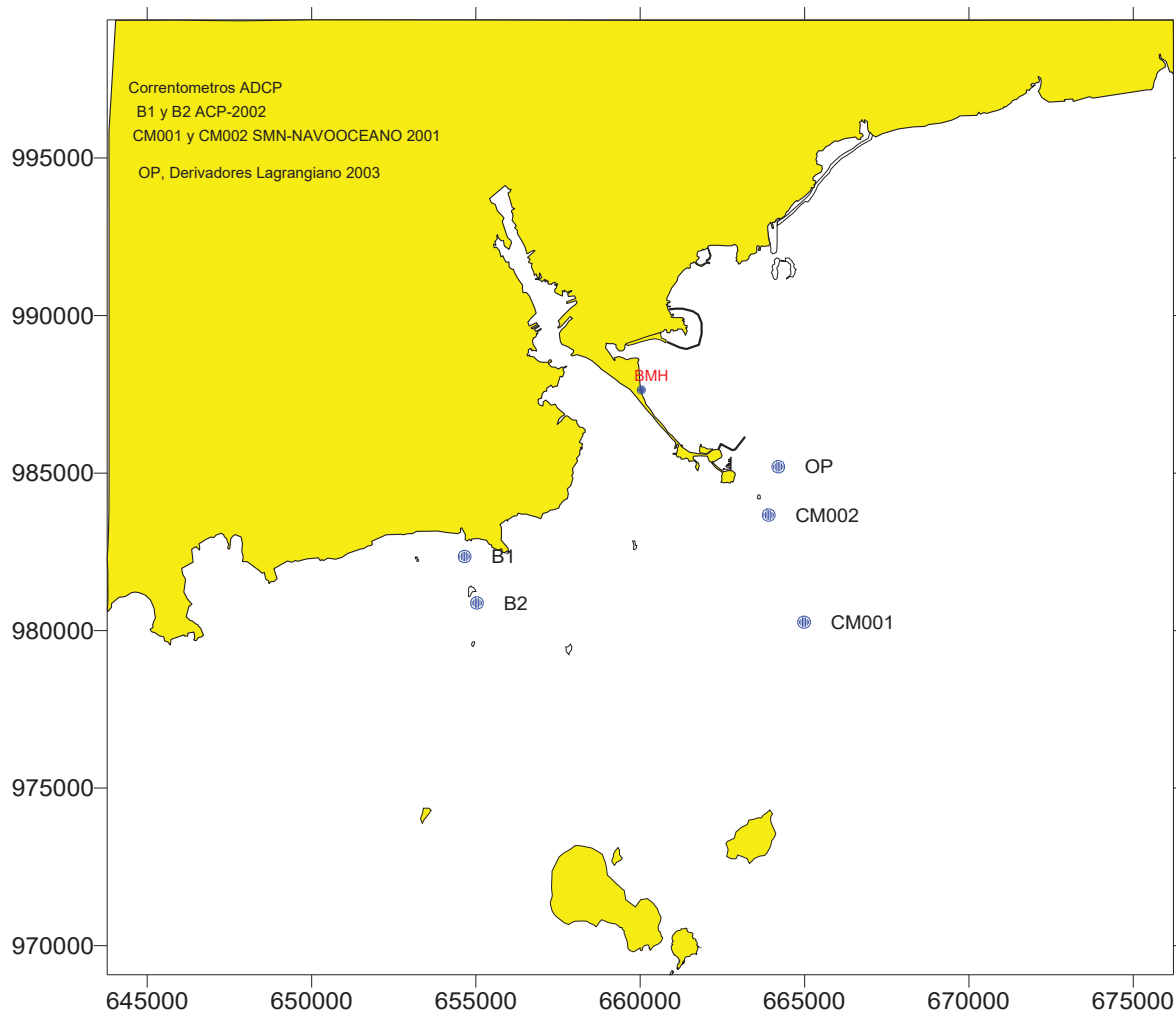 Correntometros ADCP
B1 y B2 ACP-2002
CM001 y CM002 SMN-NAVOOCEANO 2001
OP, Derivadores Lagrangiano 2003
995000
990000
BMH
985000
OP
CM002
B1
B2
980000
CM001
975000
970000
645000 650000 655000 660000 665000 670000 675000